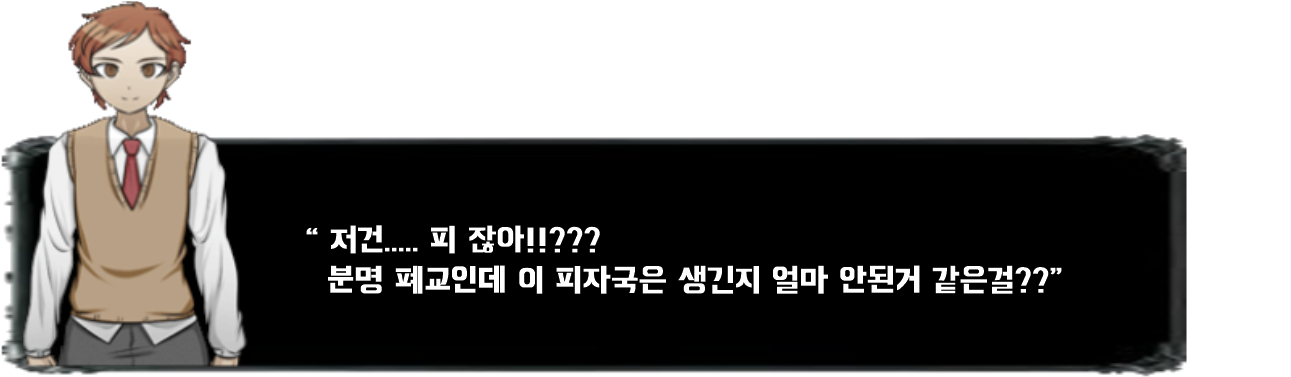 “ 저건..... 피 잖아!!???
분명 폐교인데 이 피자국은 생긴지 얼마 안된거 같은걸??”